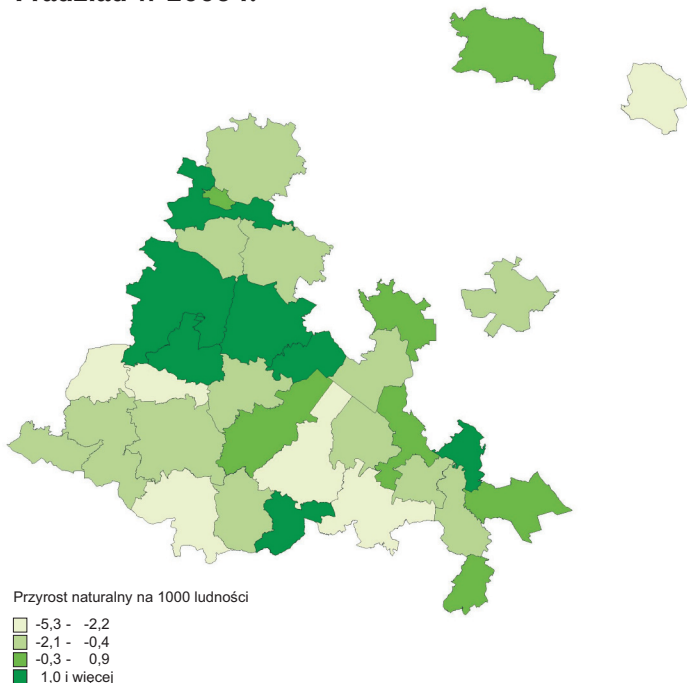 Przyrost naturalny na 1000 ludności
-5,3 - -2,2
-2,1 - -0,4
-0,3 - 0,9
1,0 i więcej